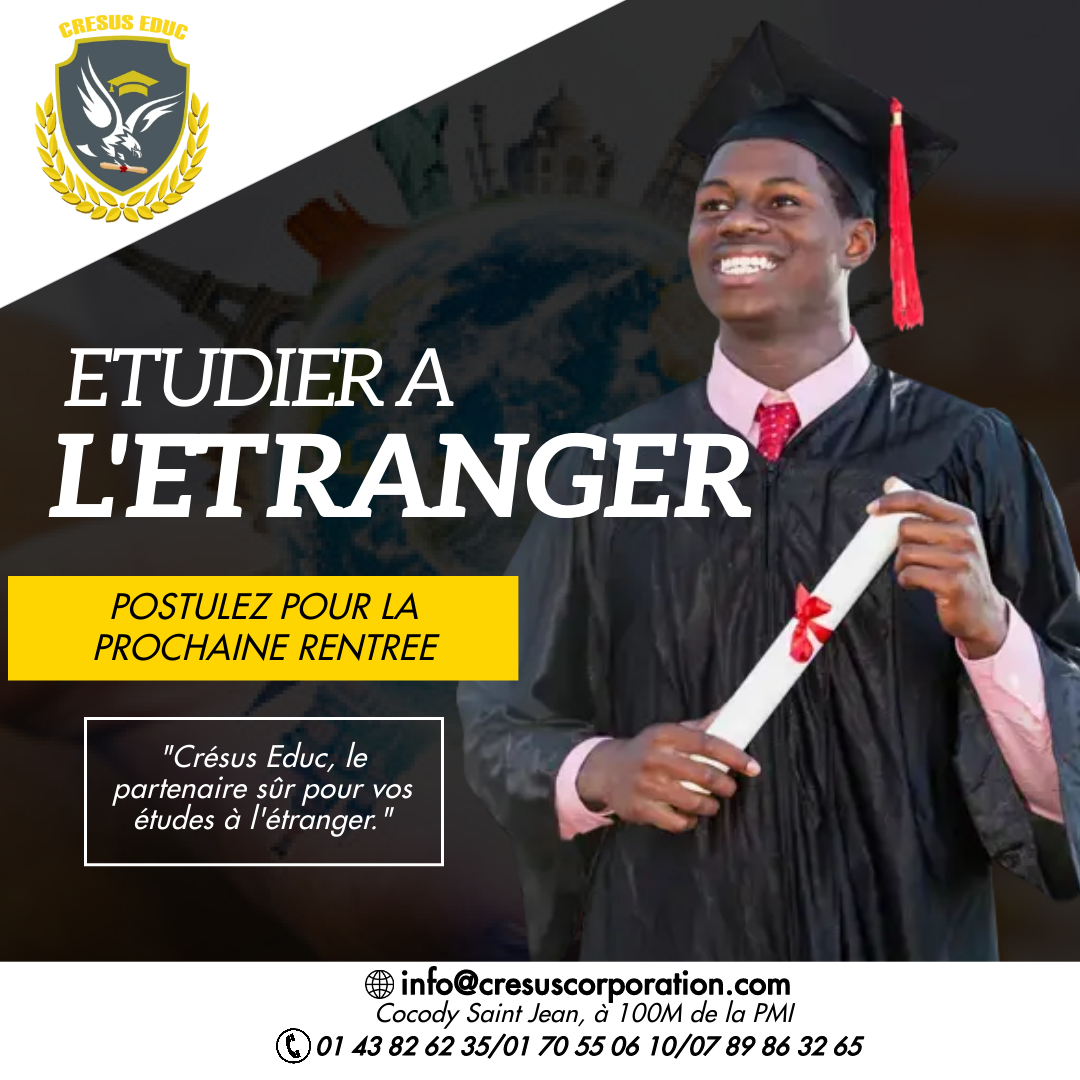 CRESUS EDUC
ETUDIER A
L'ETRANGER
POSTULEZ POUR LA
PROCHAINE RENTREE
"Crésus Educ, le
partenaire sûr pour vos
études à l'étranger."
info@cresuscorporation.com
Cocody Saint Jean, à 100M de la PMI
01 43 82 62 35/01 70 55 06 10/07 89 86 32 65